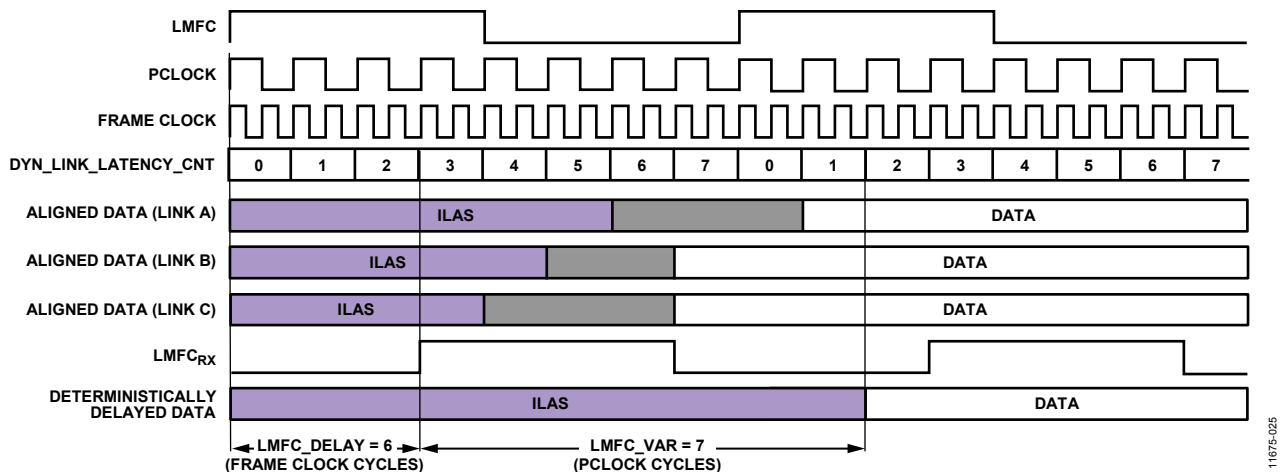 LMFC
PCLOCK
FRAME CLOCK
DYN_LINK_LATENCY_CNT 0 1 2 3 4 5 6 7 0 1 2 3 4 5 6 7
ALIGNED DATA (LINK A) ILAS DATA
ALIGNED DATA (LINK B) ILAS DATA
ALIGNED DATA (LINK C) ILAS DATA
LMFCRX
DETERMINISTICALLY
DELAYED DATA
ILAS DATA
LMFC_DELAY = 6
(FRAME CLOCK CYCLES)
LMFC_VAR = 7
(PCLOCK CYCLES)
11675-025